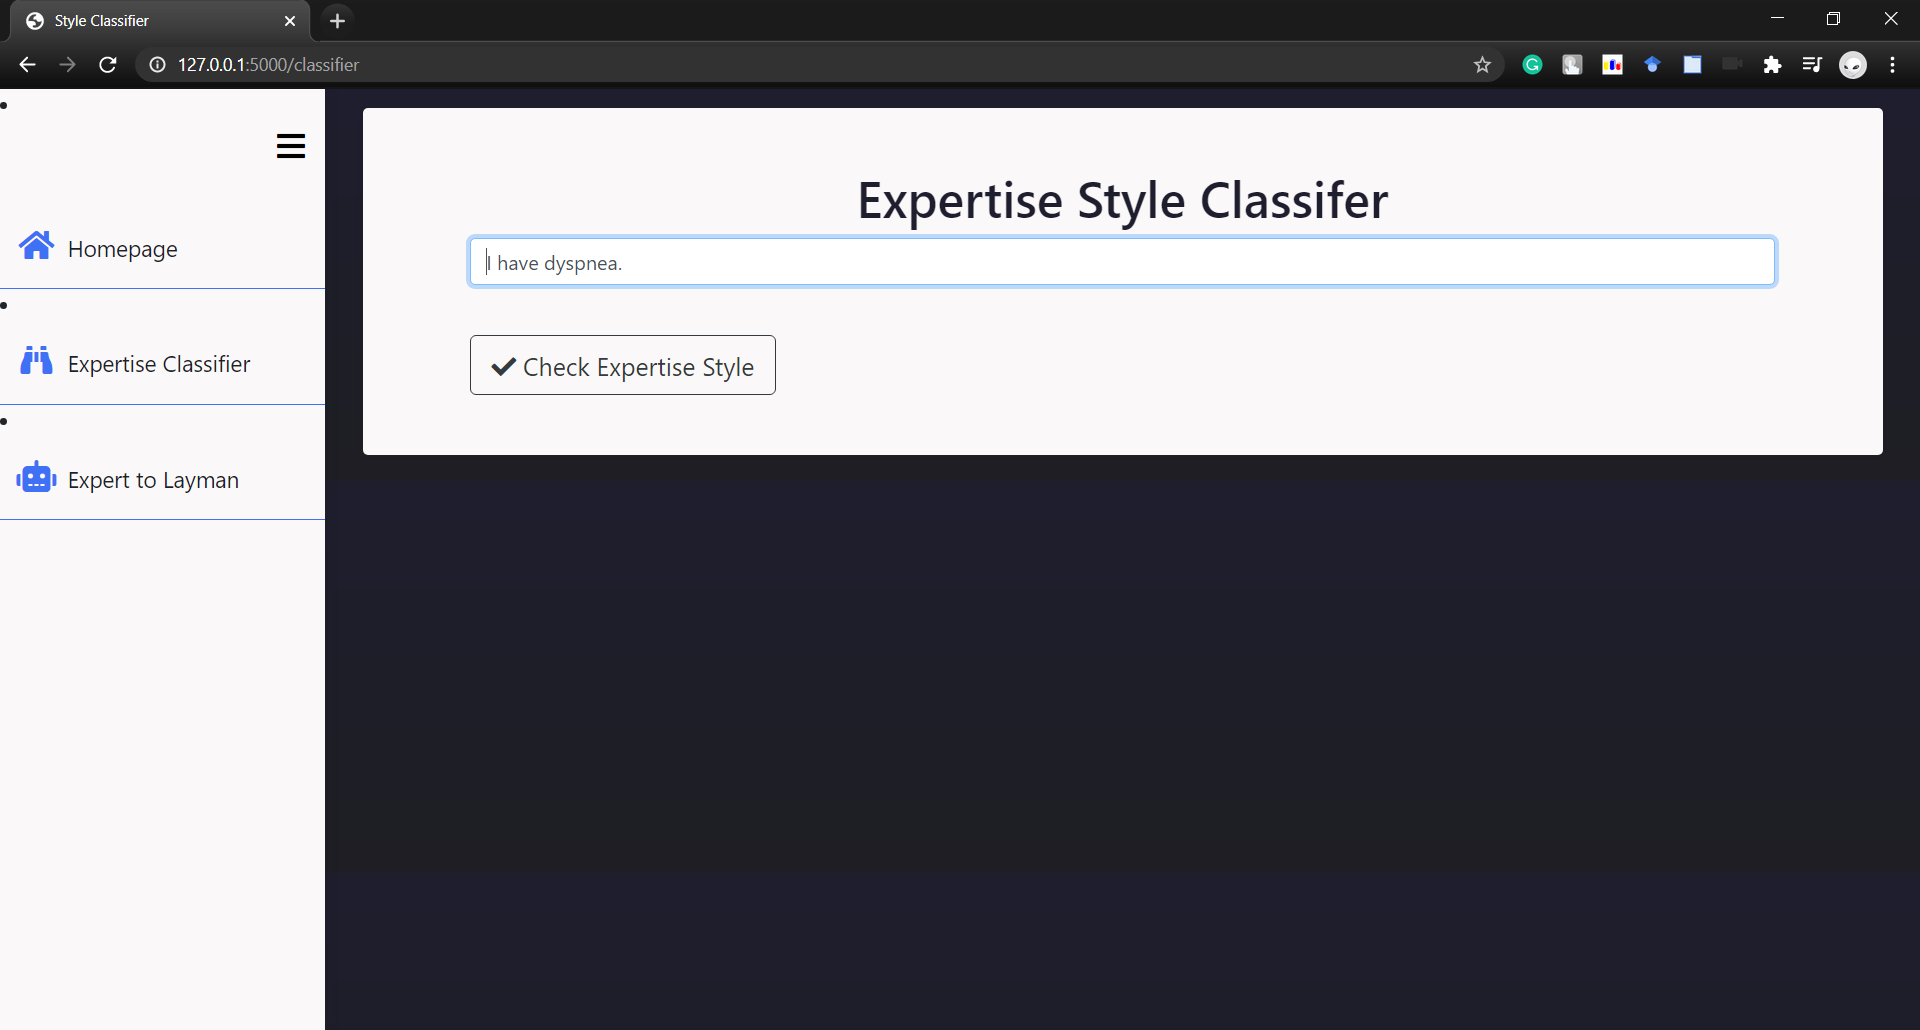 Style Classifier
127.0.0.1:5000/classifier
Homepage
Expertise Classifier
Expert to Layman
Expertise Style Classifer
I have dyspnea.
Check Expertise Style